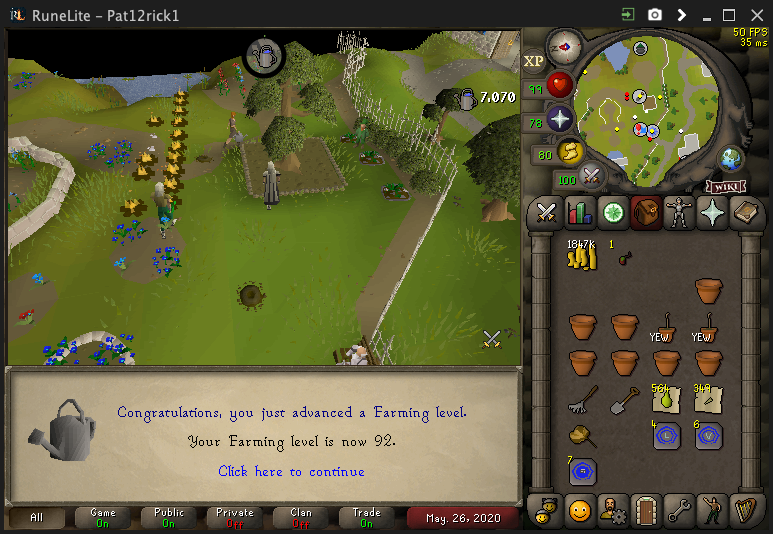 RuneLite - Pat12rick1
50 FPS
35 ms
XP
99
7,070
78
80
100
WIKI
1847K 1
YEW YEW
564 349
4 6
L V
7
Congratulations, you just advanced a Farming level.
Your Farming level is now 92.
Click here to continue
All
Game
On
Public
On
Private
Off
Clan
Off
Trade
On
May. 26, 2020